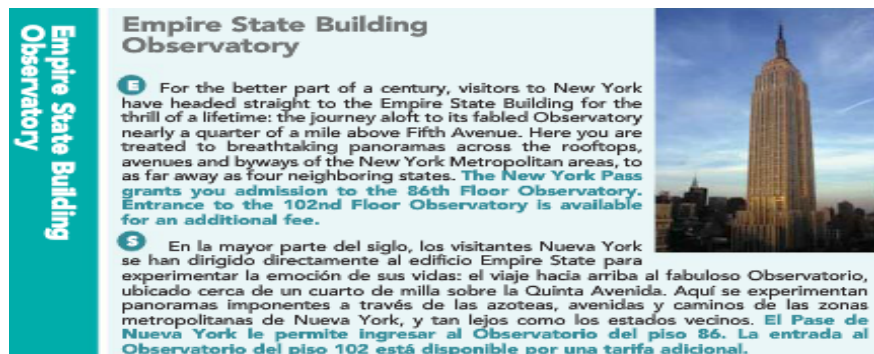 Empire State Building
Observatory
Empire State Building
Observatory
E For the better part of a century, visitors to New York
have headed straight to the Empire State Building for the
thrill of a lifetime: the journey aloft to its fabled Observatory
nearly a quarter of a mile above Fifth Avenue. Here you are
treated to breathtaking panoramas across the rooftops,
avenues and byways of the New York Metropolitan areas, to
as far away as four neighboring states. The New York Pass
grants you admission to the 86th Floor Observatory.
Entrance to the 102nd Floor Observatory is available
for an additional fee.
S En la mayor parte del siglo, los visitantes Nueva York
se han dirigido directamente al edificio Empire State para
experimentar la emoción de sus vidas: el viaje hacia arriba al fabuloso Observatorio,
ubicado cerca de un cuarto de milla sobre la Quinta Avenida. Aquí se experimentan
panoramas imponentes a través de las azoteas, avenidas y caminos de las zonas
metropolitanas de Nueva York, y tan lejos como los estados vecinos. El Pase de
Nueva York le permite ingresar al Observatorio del piso 86. La entrada al
Observatorio del piso 102 está disponible por una tarifa adicional.